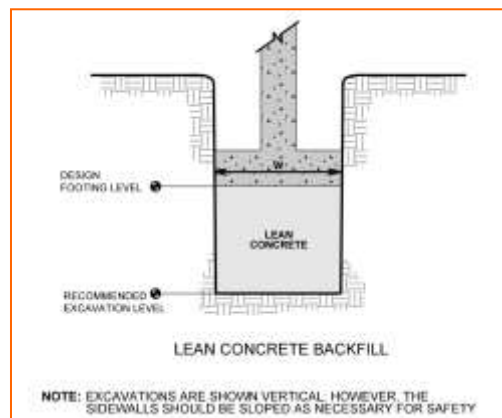 DESIGN
FOOTING LEVEL
W
LEAN
CONCRETE
RECOMMENDED
EXCAVATION LEVEL
LEAN CONCRETE BACKFILL
NOTE: EXCAVATIONS ARE SHOWN VERTICAL; HOWEVER, THE
SIDEWALLS SHOULD BE SLOPED AS NECESSARY FOR SAFETY